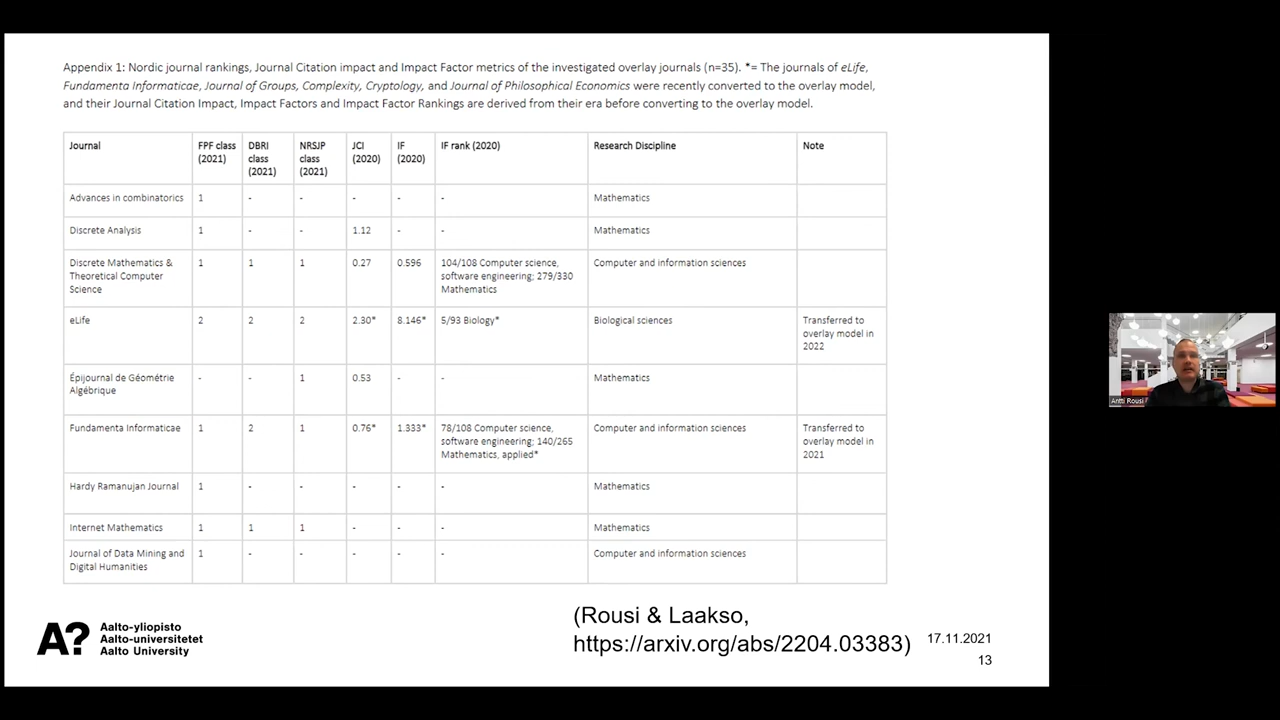 Appendix 1: Nordic journal rankings, Journal Citation impact and Impact Factor metrics of the investigated overlay journals (n=35). *= The journals of eLife,
Fundamenta Informaticae, Journal of Groups, Complexity, Cryptology, and Journal of Philosophical Economics were recently converted to the overlay model,
and their Journal Citation Impact, Impact Factors and Impact Factor Rankings are derived from their era before converting to the overlay model.
Journal FPF class (2021) DBRI class (2021) NRSJP class (2021) JCI (2020) IF (2020) IF rank (2020) Research Discipline Note
Advances in combinatorics 1 - - - - - Mathematics
Discrete Analysis 1 - - 1.12 - - Mathematics
Discrete Mathematics & Theoretical Computer Science 1 1 1 0.27 0.596 104/108 Computer science, software engineering; 279/330 Mathematics Computer and information sciences
eLife 2 2 2 2.30* 8.146* 5/93 Biology* Biological sciences Transferred to overlay model in 2022
Épijournal de Géométrie Algébrique - - 1 0.53 - - Mathematics
Fundamenta Informaticae 1 2 1 0.76* 1.333* 78/108 Computer science, software engineering; 140/265 Mathematics, applied* Computer and information sciences Transferred to overlay model in 2021
Hardy Ramanujan Journal 1 - - - - - Mathematics
Internet Mathematics 1 1 1 - - - Mathematics
Journal of Data Mining and Digital Humanities 1 - - - - - Computer and information sciences
A?
Aalto-yliopisto
Aalto-universitetet
Aalto University
(Rousi & Laakso,
https://arxiv.org/abs/2204.03383)
17.11.2021
13
Antti Rousi